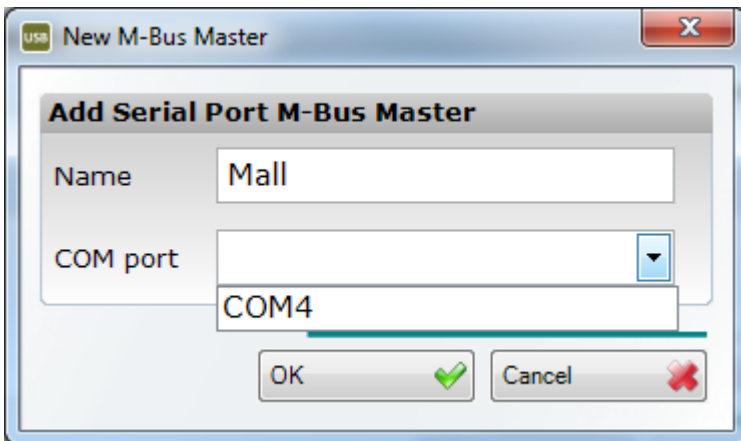 USB New M-Bus Master
Add Serial Port M-Bus Master
Name Mall
COM port
COM4
OK Cancel